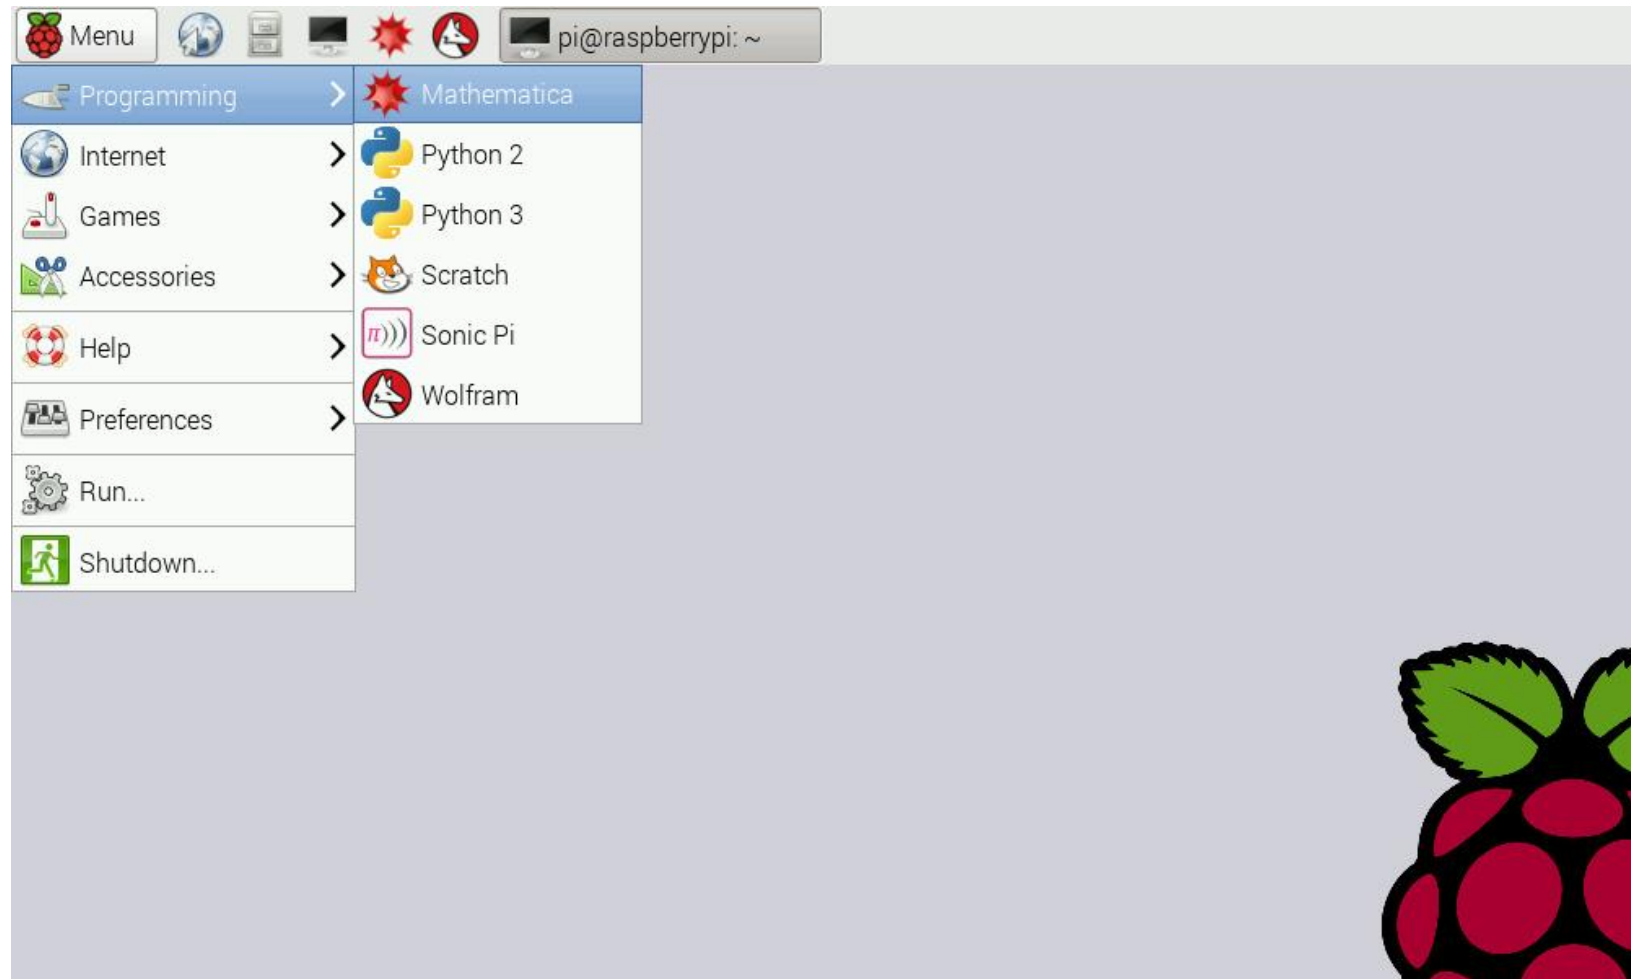 Menu
pi@raspberrypi: ~
Programming
Internet
Games
Accessories
Help
Preferences
Run...
Shutdown...
Mathematica
Python 2
Python 3
Scratch
π)))
Sonic Pi
Wolfram